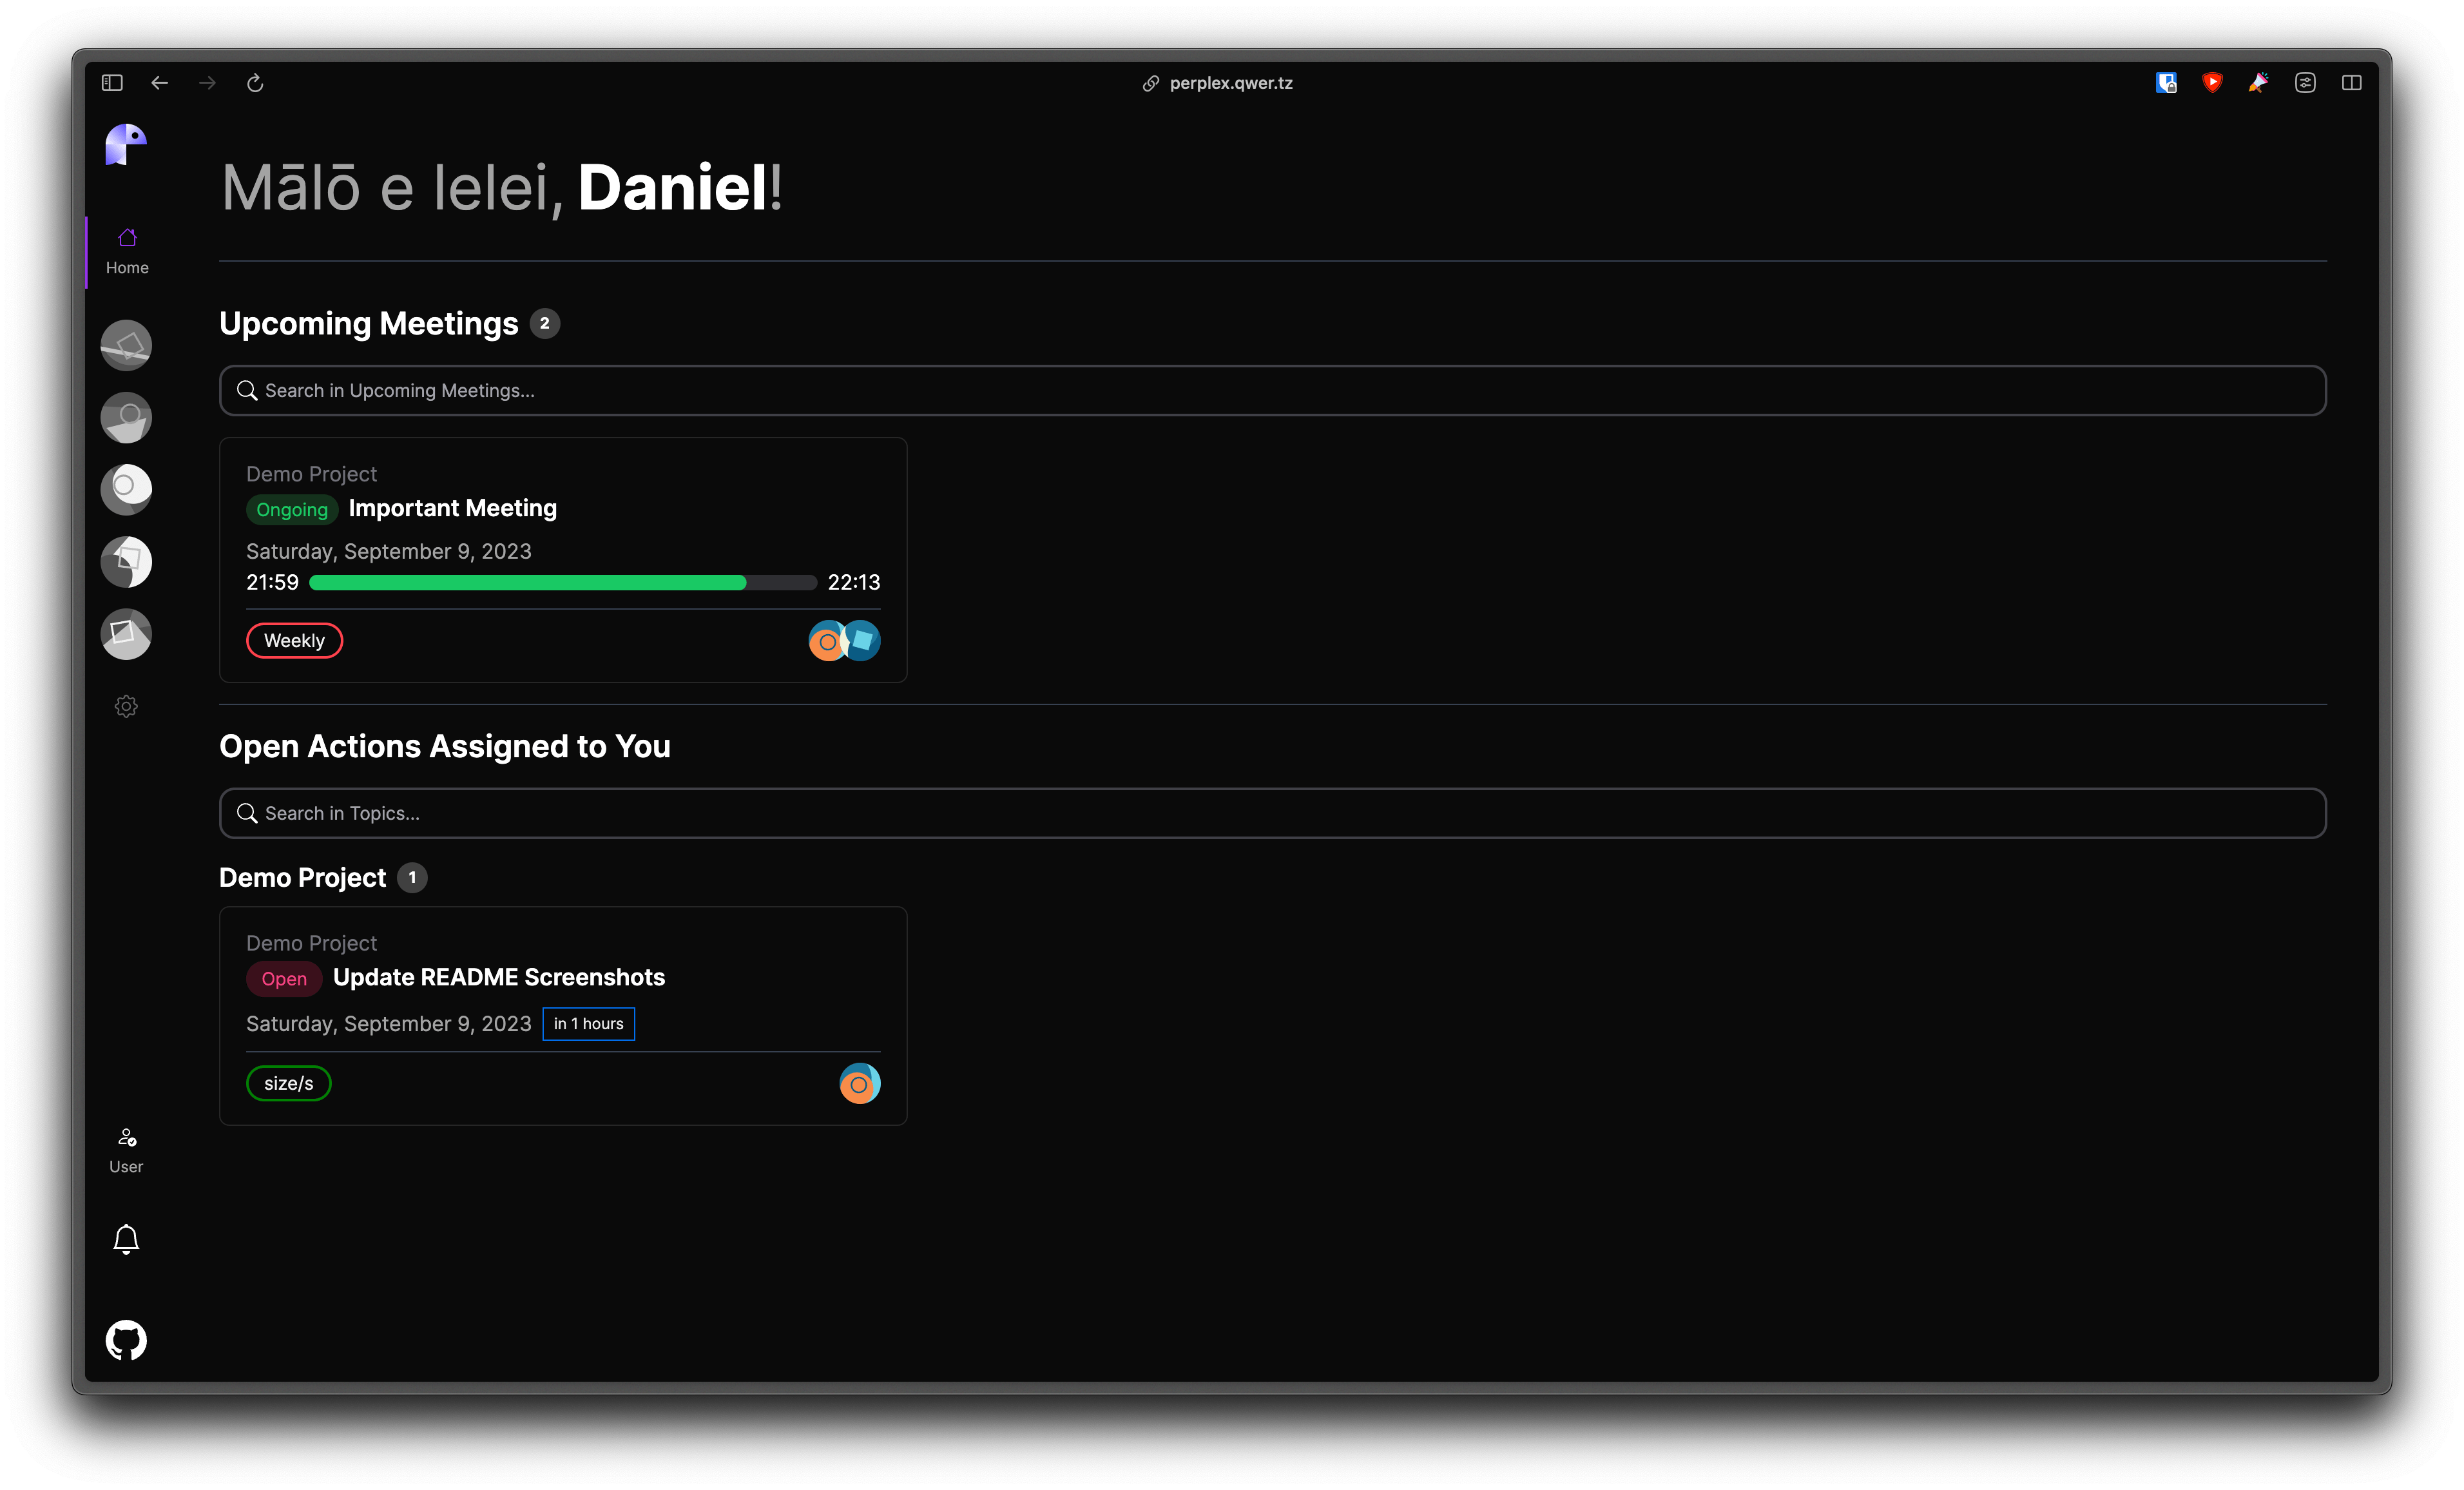 perplex.qwer.tz
Mālō e lelei, Daniel!
Home
Upcoming Meetings 2
Search in Upcoming Meetings...
Demo Project
Ongoing Important Meeting
Saturday, September 9, 2023
21:59 22:13
Weekly
Open Actions Assigned to You
Search in Topics...
Demo Project 1
Demo Project
Open Update README Screenshots
Saturday, September 9, 2023 in 1 hours
size/s
User